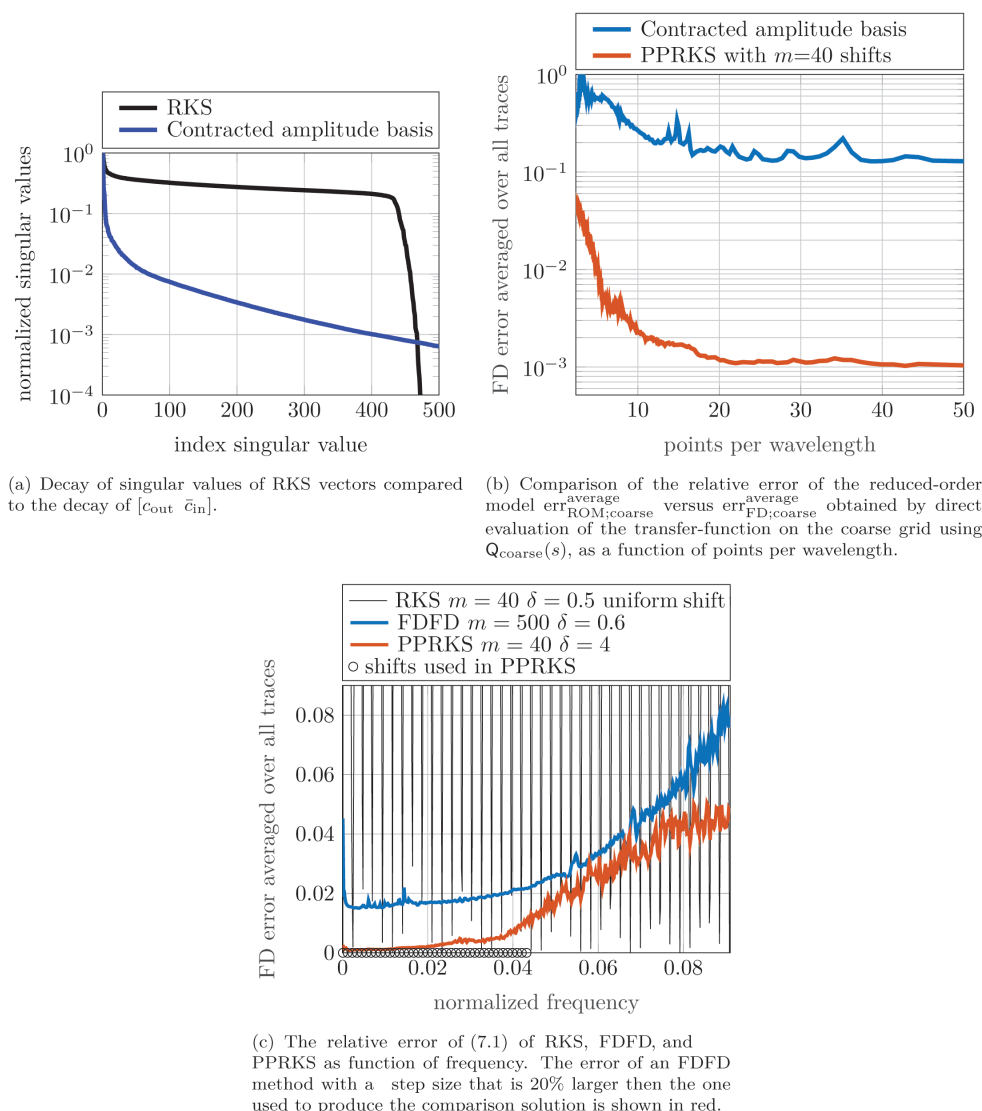 RKS
Contracted amplitude basis
normalized singular values
10^0
10^−1
10^−2
10^−3
10^−4
0 100 200 300 400 500
index singular value
(a) Decay of singular values of RKS vectors compared
to the decay of [c_out c̄_in].
Contracted amplitude basis
PPRKS with m=40 shifts
FD error averaged over all traces
10^0
10^−1
10^−2
10^−3
10 20 30 40 50
points per wavelength
(b) Comparison of the relative error of the reduced-order
model err^average_ROM;coarse versus err^average_FD;coarse obtained by direct
evaluation of the transfer-function on the coarse grid using
Q_coarse(s), as a function of points per wavelength.
RKS m = 40 δ = 0.5 uniform shift
FDFD m = 500 δ = 0.6
PPRKS m = 40 δ = 4
shifts used in PPRKS
FD error averaged over all traces
0.08
0.06
0.04
0.02
0
0 0.02 0.04 0.06 0.08
normalized frequency
(c) The relative error of (7.1) of RKS, FDFD, and
PPRKS as function of frequency. The error of an FDFD
method with a step size that is 20% larger then the one
used to produce the comparison solution is shown in red.